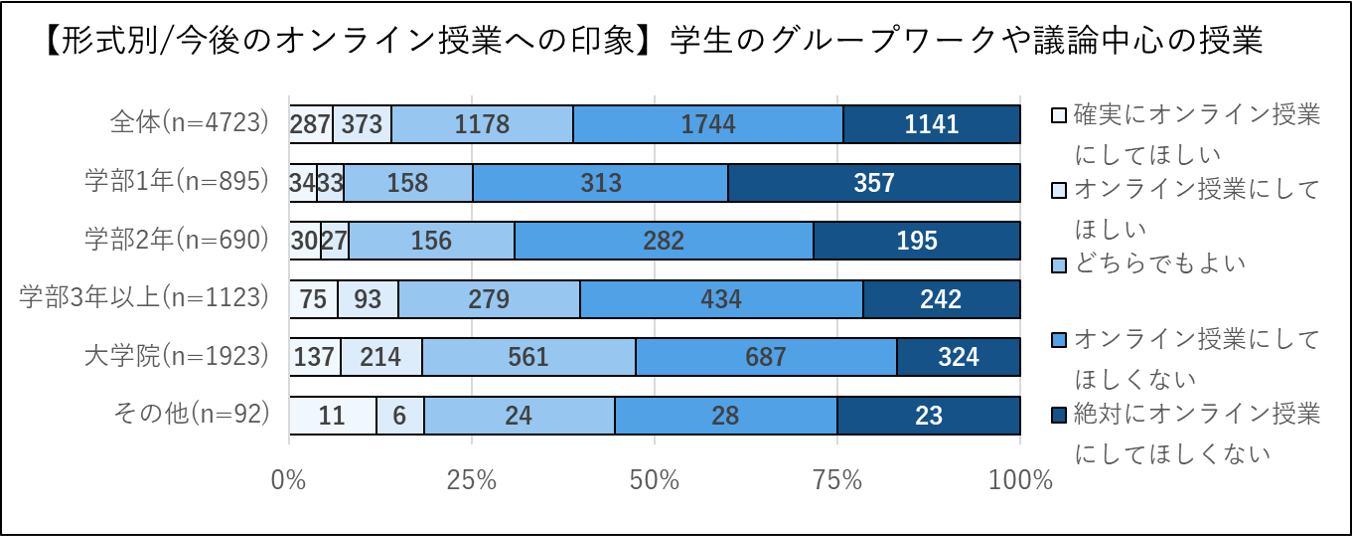 【形式別/今後のオンライン授業への印象】学生のグループワークや議論中心の授業
全体(n=4723) 287 373 1178 1744 1141
学部1年(n=895) 34 33 158 313 357
学部2年(n=690) 30 27 156 282 195
学部3年以上(n=1123) 75 93 279 434 242
大学院(n=1923) 137 214 561 687 324
その他(n=92) 11 6 24 28 23
0% 25% 50% 75% 100%
確実にオンライン授業
にしてほしい
オンライン授業にして
ほしい
どちらでもよい
オンライン授業にして
ほしくない
絶対にオンライン授業
にしてほしくない